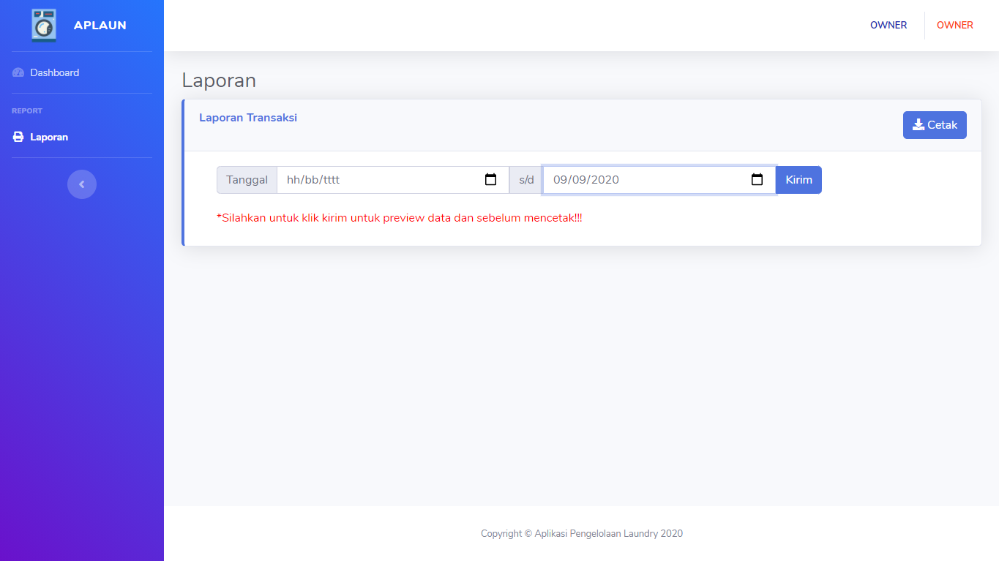 APLAUN
OWNER OWNER
Dashboard
REPORT
Laporan
Laporan
Laporan Transaksi
Cetak
Tanggal hh/bb/tttt s/d 09/09/2020 Kirim
*Silahkan untuk klik kirim untuk preview data dan sebelum mencetak!!!
Copyright © Aplikasi Pengelolaan Laundry 2020